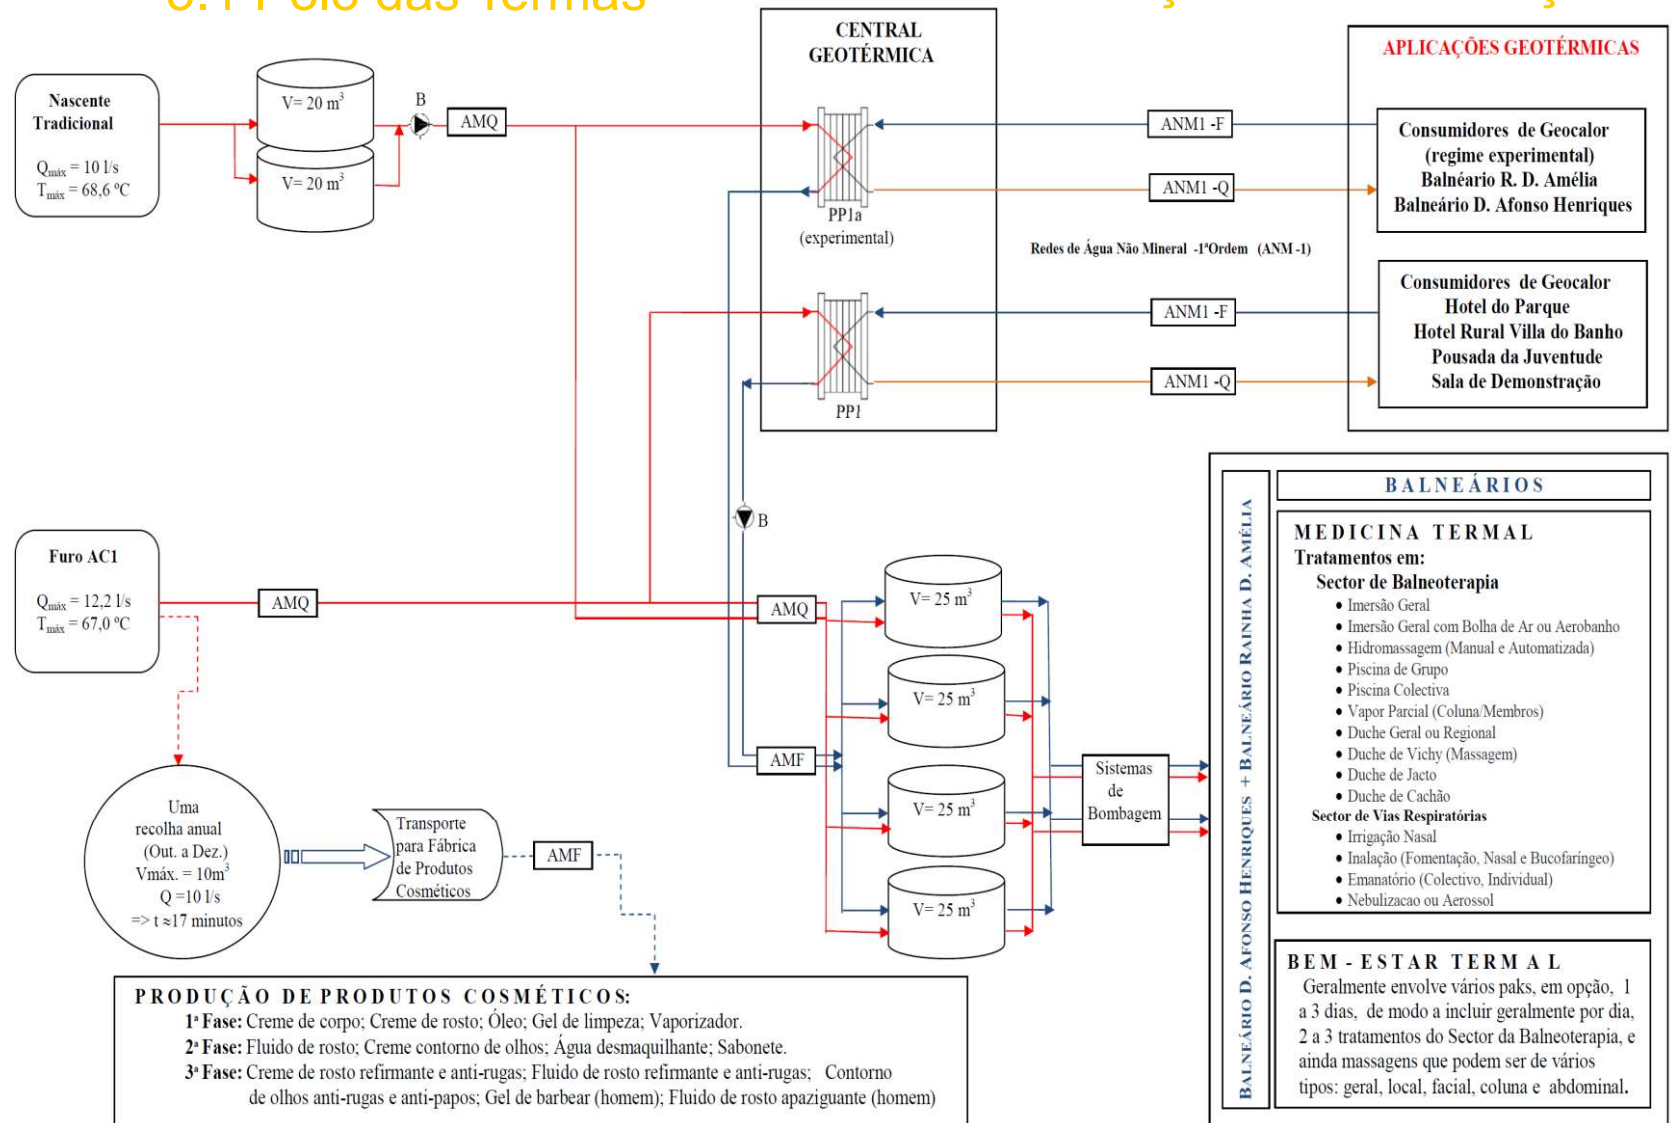 Pólo das Termas
CENTRAL
GEOTÉRMICA
APLICAÇÕES GEOTÉRMICAS
Nascente
Tradicional
Qmáx = 10 l/s
Tmáx = 68,6 ºC
V= 20 m³
V= 20 m³
B
AMQ
PP1a
(experimental)
PP1
ANM1 -F
ANM1 -Q
Redes de Água Não Mineral -1ªOrdem (ANM -1)
ANM1 -F
ANM1 -Q
Consumidores de Geocalor
(regime experimental)
Balnéario R. D. Amélia
Balneário D. Afonso Henriques
Consumidores de Geocalor
Hotel do Parque
Hotel Rural Villa do Banho
Pousada da Juventude
Sala de Demonstração
B
Furo AC1
Qmáx = 12,2 l/s
Tmáx = 67,0 ºC
AMQ
AMQ
AMF
V= 25 m³
V= 25 m³
V= 25 m³
V= 25 m³
Sistemas
de
Bombagem
Uma
recolha anual
(Out. a Dez.)
Vmáx. = 10m³
Q =10 l/s
=> t ≈17 minutos
Transporte
para Fábrica
de Produtos
Cosméticos
AMF
PRODUÇÃO DE PRODUTOS COSMÉTICOS:
1ª Fase: Creme de corpo; Creme de rosto; Óleo; Gel de limpeza; Vaporizador.
2ª Fase: Fluido de rosto; Creme contorno de olhos; Água desmaquilhante; Sabonete.
3ª Fase: Creme de rosto refirmante e anti-rugas; Fluido de rosto refirmante e anti-rugas; Contorno
de olhos anti-rugas e anti-papos; Gel de barbear (homem); Fluido de rosto apaziguante (homem)
BALNEÁRIO D. AFONSO HENRIQUES + BALNEÁRIO RAINHA D. AMÉLIA
BALNEÁRIOS
MEDICINA TERMAL
Tratamentos em:
Sector de Balneoterapia
• Imersão Geral
• Imersão Geral com Bolha de Ar ou Aerobanho
• Hidromassagem (Manual e Automatizada)
• Piscina de Grupo
• Piscina Colectiva
• Vapor Parcial (Coluna/Membros)
• Duche Geral ou Regional
• Duche de Vichy (Massagem)
• Duche de Jacto
• Duche de Cachão
Sector de Vias Respiratórias
• Irrigação Nasal
• Inalação (Fomentação, Nasal e Bucofaríngeo)
• Emanatório (Colectivo, Individual)
• Nebulizacao ou Aerossol
BEM - ESTAR TERMAL
Geralmente envolve vários paks, em opção, 1
a 3 dias, de modo a incluir geralmente por dia,
2 a 3 tratamentos do Sector da Balneoterapia, e
ainda massagens que podem ser de vários
tipos: geral, local, facial, coluna e abdominal.